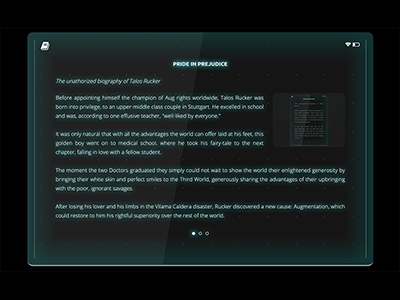 PRIDE IN PREJUDICE
The unathorized biography of Talos Rucker
Before appointing himself the champion of Aug rights worldwide, Talos Rucker was
born into privilege, to an upper-middle class couple in Stuttgart. He excelled in school
and was, according to one effusive teacher, "well liked by everyone."
It was only natural that with all the advantages the world can offer laid at his feet, this
golden boy went on to medical school, where he took his fairy-tale to the next
chapter, falling in love with a fellow student.
The moment the two Doctors graduated they simply could not wait to show the world their enlightened generosity by
bringing their white skin and perfect smiles to the Third World, generously sharing the advantages of their upbringing
with the poor, ignorant savages.
After losing his lover and his limbs in the Vilama Caldera disaster, Rucker discovered a new cause: Augmentation, which
could restore to him his rightful superiority over the rest of the world.